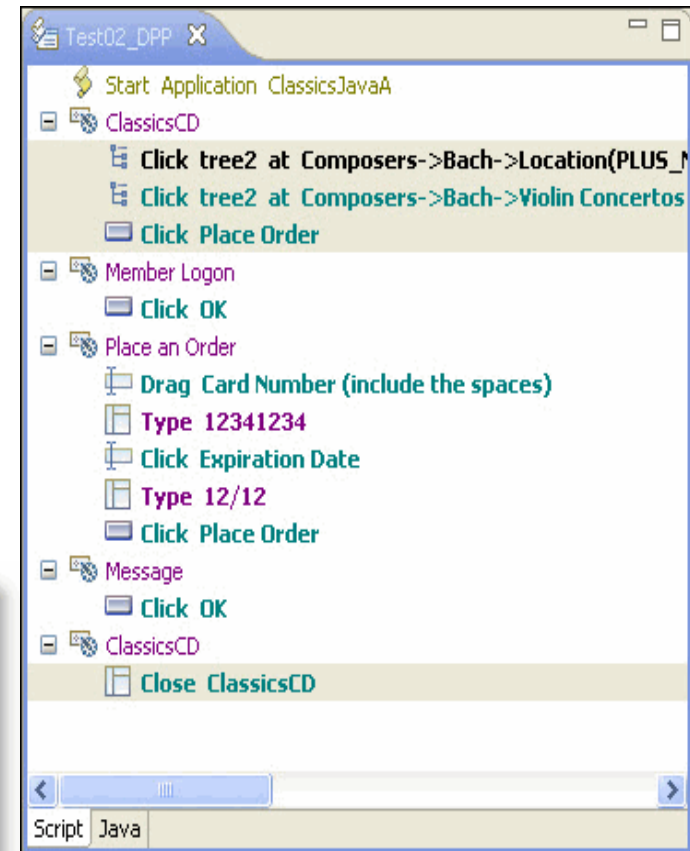 Test02_DPP
Start Application ClassicsJavaA
ClassicsCD
Click tree2 at Composers->Bach->Location(PLUS_
Click tree2 at Composers->Bach->Violin Concertos
Click Place Order
Member Logon
Click OK
Place an Order
Drag Card Number (include the spaces)
Type 12341234
Click Expiration Date
Type 12/12
Click Place Order
Message
Click OK
ClassicsCD
Close ClassicsCD
Script Java